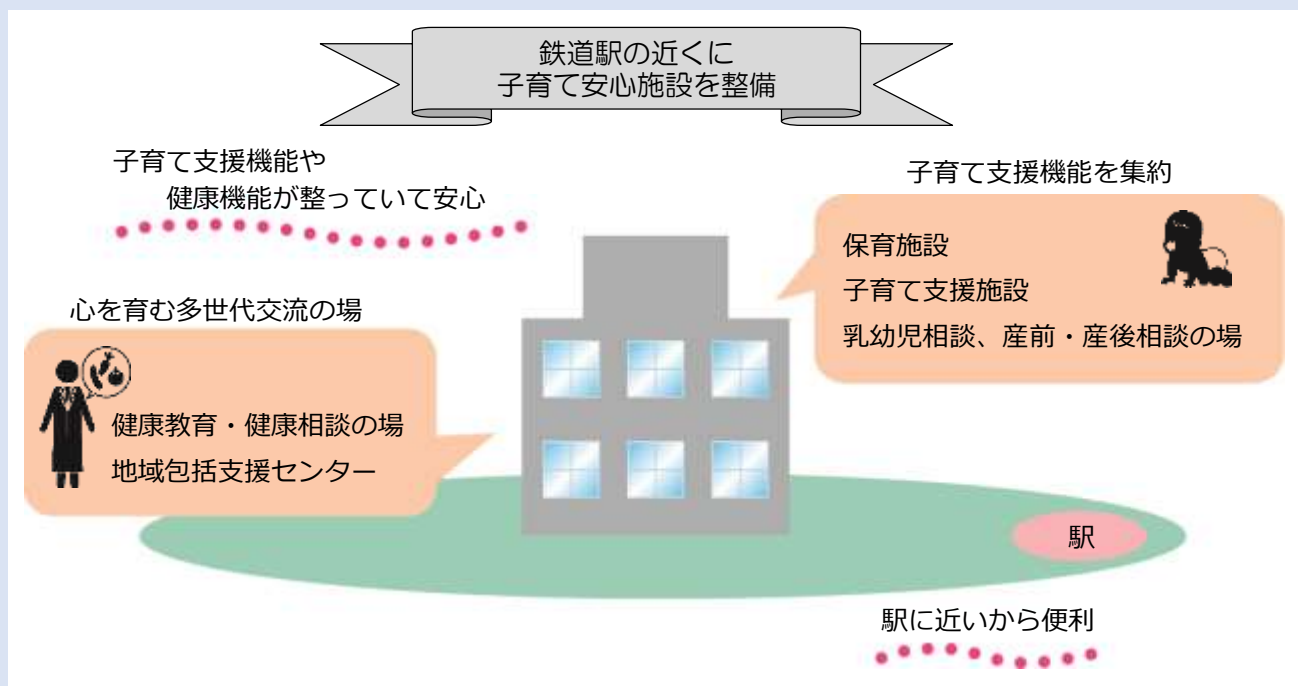 鉄道駅の近くに
子育て安心施設を整備
子育て支援機能や
健康機能が整っていて安心
子育て支援機能を集約
保育施設
子育て支援施設
乳幼児相談、産前・産後相談の場
心を育む多世代交流の場
健康教育・健康相談の場
地域包括支援センター
駅
駅に近いから便利